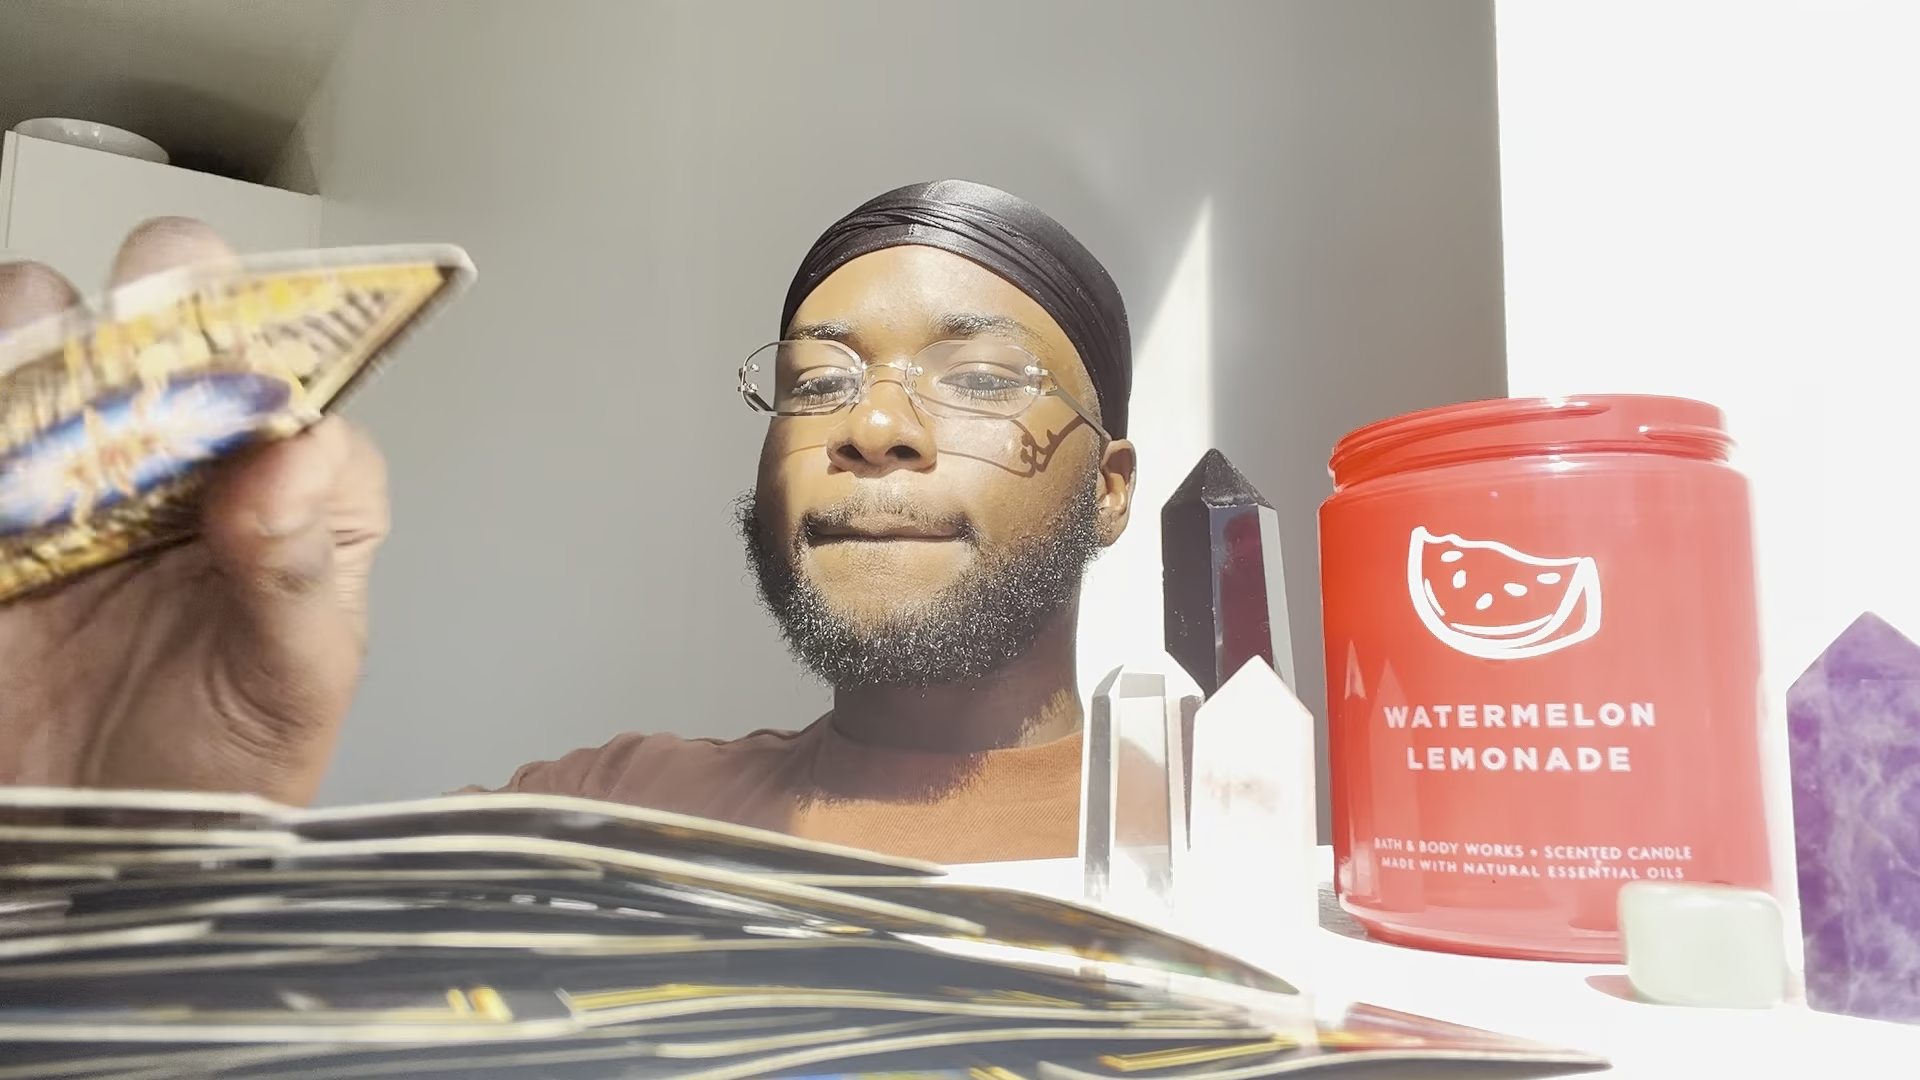 WATERMELON
LEMONADE
BATH & BODY WORKS • SCENTED CANDLE
MADE WITH NATURAL ESSENTIAL OILS